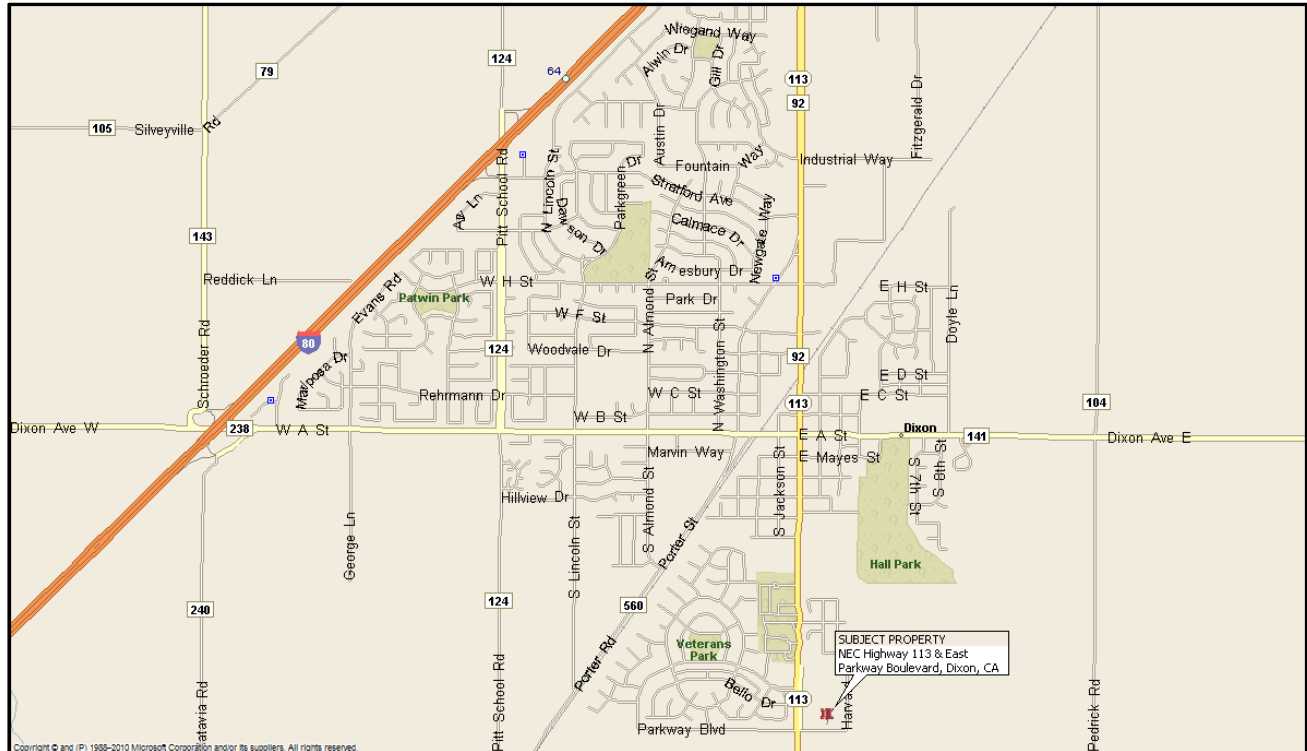 Wiegand Way
Alwin Dr
Gill Dr
124
79
64
113
92
Fitzgerald Dr
105
Silveyville Rd
Austin Dr
Industrial Way
Pitt School Rd
N Lincoln St
Fountain Way
Parkgreen Dr
Stratford Ave
Ary Ln
Dawson Dr
Calmace Dr
Newgate Way
143
Amesbury Dr
Reddick Ln
Evans Rd
W H St
E H St
Patwin Park
Park Dr
Doyle Ln
W F St
N Almond St
Schroeder Rd
80
124
Woodvale Dr
N Washington St
92
Mariposa Dr
E D St
Rehrmann Dr
W C St
E C St
113
104
W B St
Dixon Ave W
238
W A St
E A St
Dixon
141
Dixon Ave E
Marvin Way
E Mayes St
S 7th St
S 8th St
Hillview Dr
S Almond St
S Jackson St
George Ln
S Lincoln St
Porter St
Hall Park
240
124
560
SUBJECT PROPERTY
NEC Highway 113 & East
Parkway Boulevard, Dixon, CA
Veterans
Park
Porter Rd
Pitt School Rd
Bello Dr
113
Parkway Blvd
Pedrick Rd
Copyright © and (P) 1988–2010 Microsoft Corporation and/or its suppliers. All rights reserved.